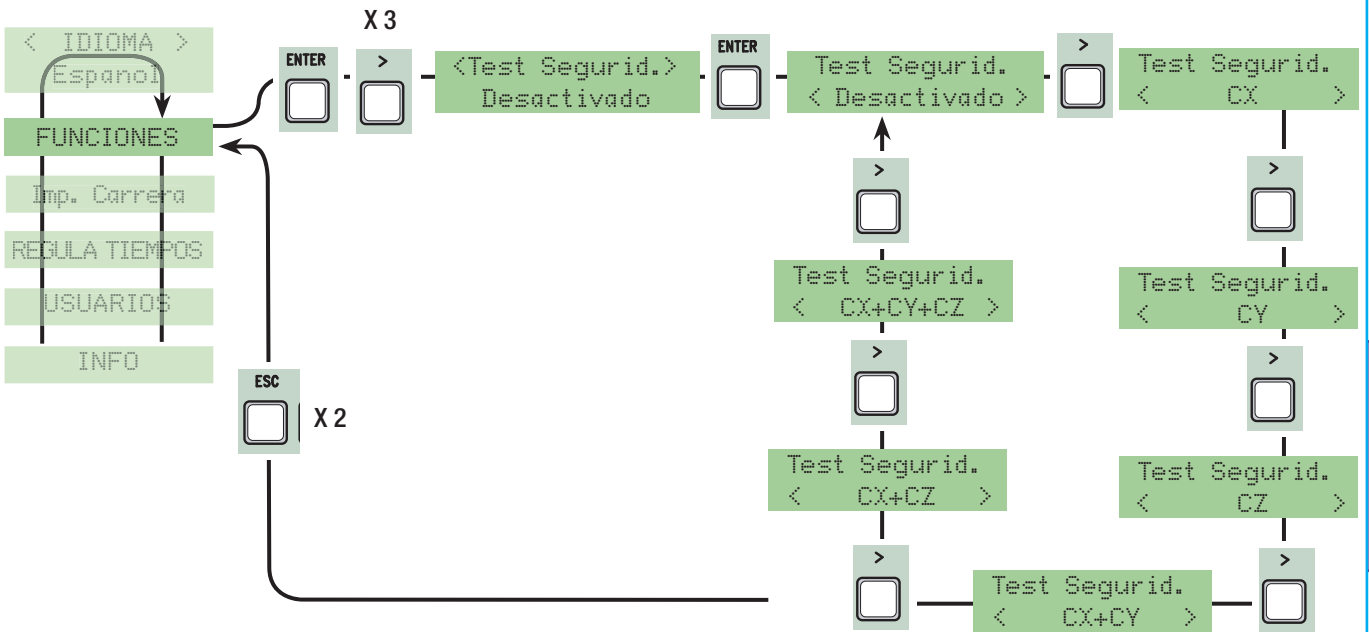 X 3
< IDIOMA >
Espanol
ENTER
>
<Test Segurid.>
Desactivado
ENTER
Test Segurid.
< Desactivado >
>
Test Segurid.
< CX >
FUNCIONES
Imp. Carrera
REGULA TIEMPOS
USUARIOS
INFO
>
>
Test Segurid.
< CX+CY+CZ >
Test Segurid.
< CY >
>
>
ESC
X 2
Test Segurid.
< CX+CZ >
Test Segurid.
< CZ >
>
Test Segurid.
< CX+CY >
>